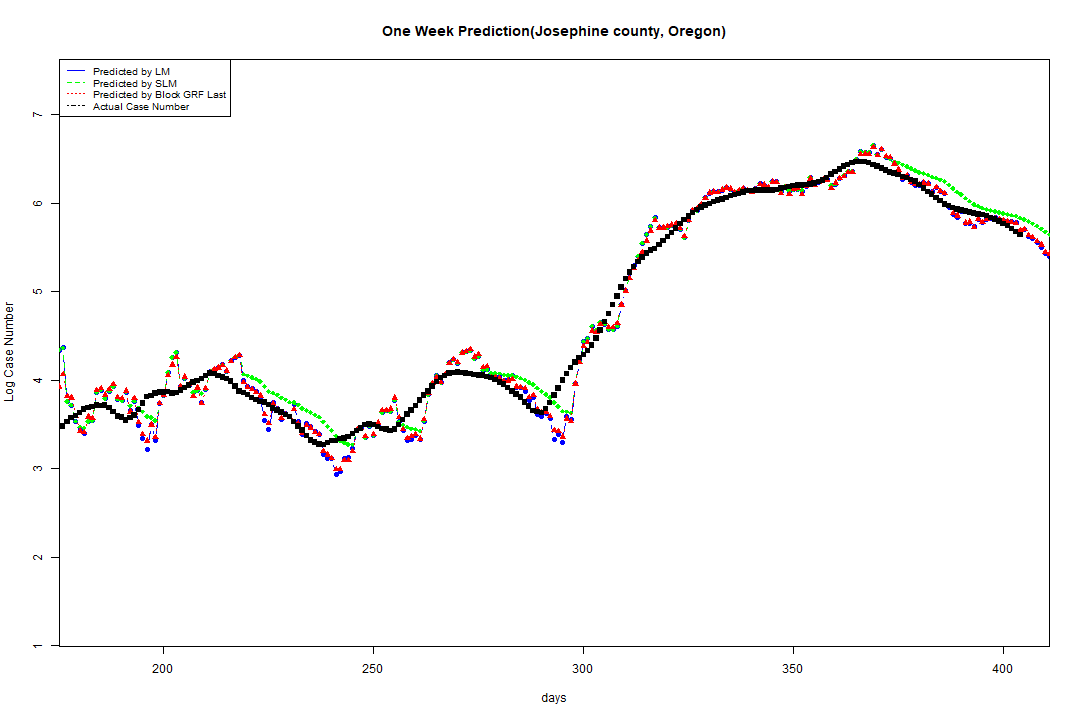 One Week Prediction(Josephine county, Oregon)
Predicted by LM
Predicted by SLM
Predicted by Block GRF Last
Actual Case Number
7
6
5
4
3
2
1
Log Case Number
200 250 300 350 400
days